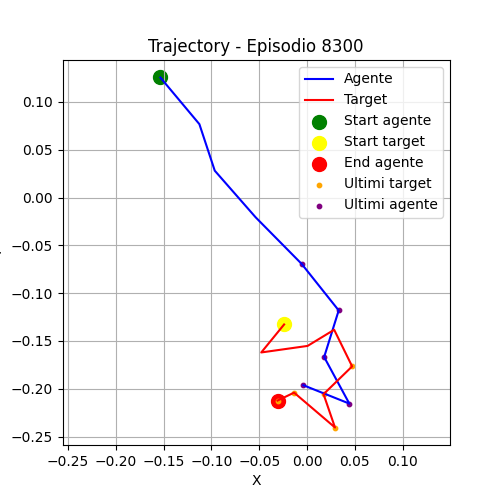 Trajectory - Episodio 8300
Agente
Target
Start agente
Start target
End agente
Ultimi target
Ultimi agente
0.10
0.05
0.00
−0.05
−0.10
−0.15
−0.20
−0.25
−0.25 −0.20 −0.15 −0.10 −0.05 0.00 0.05 0.10
X